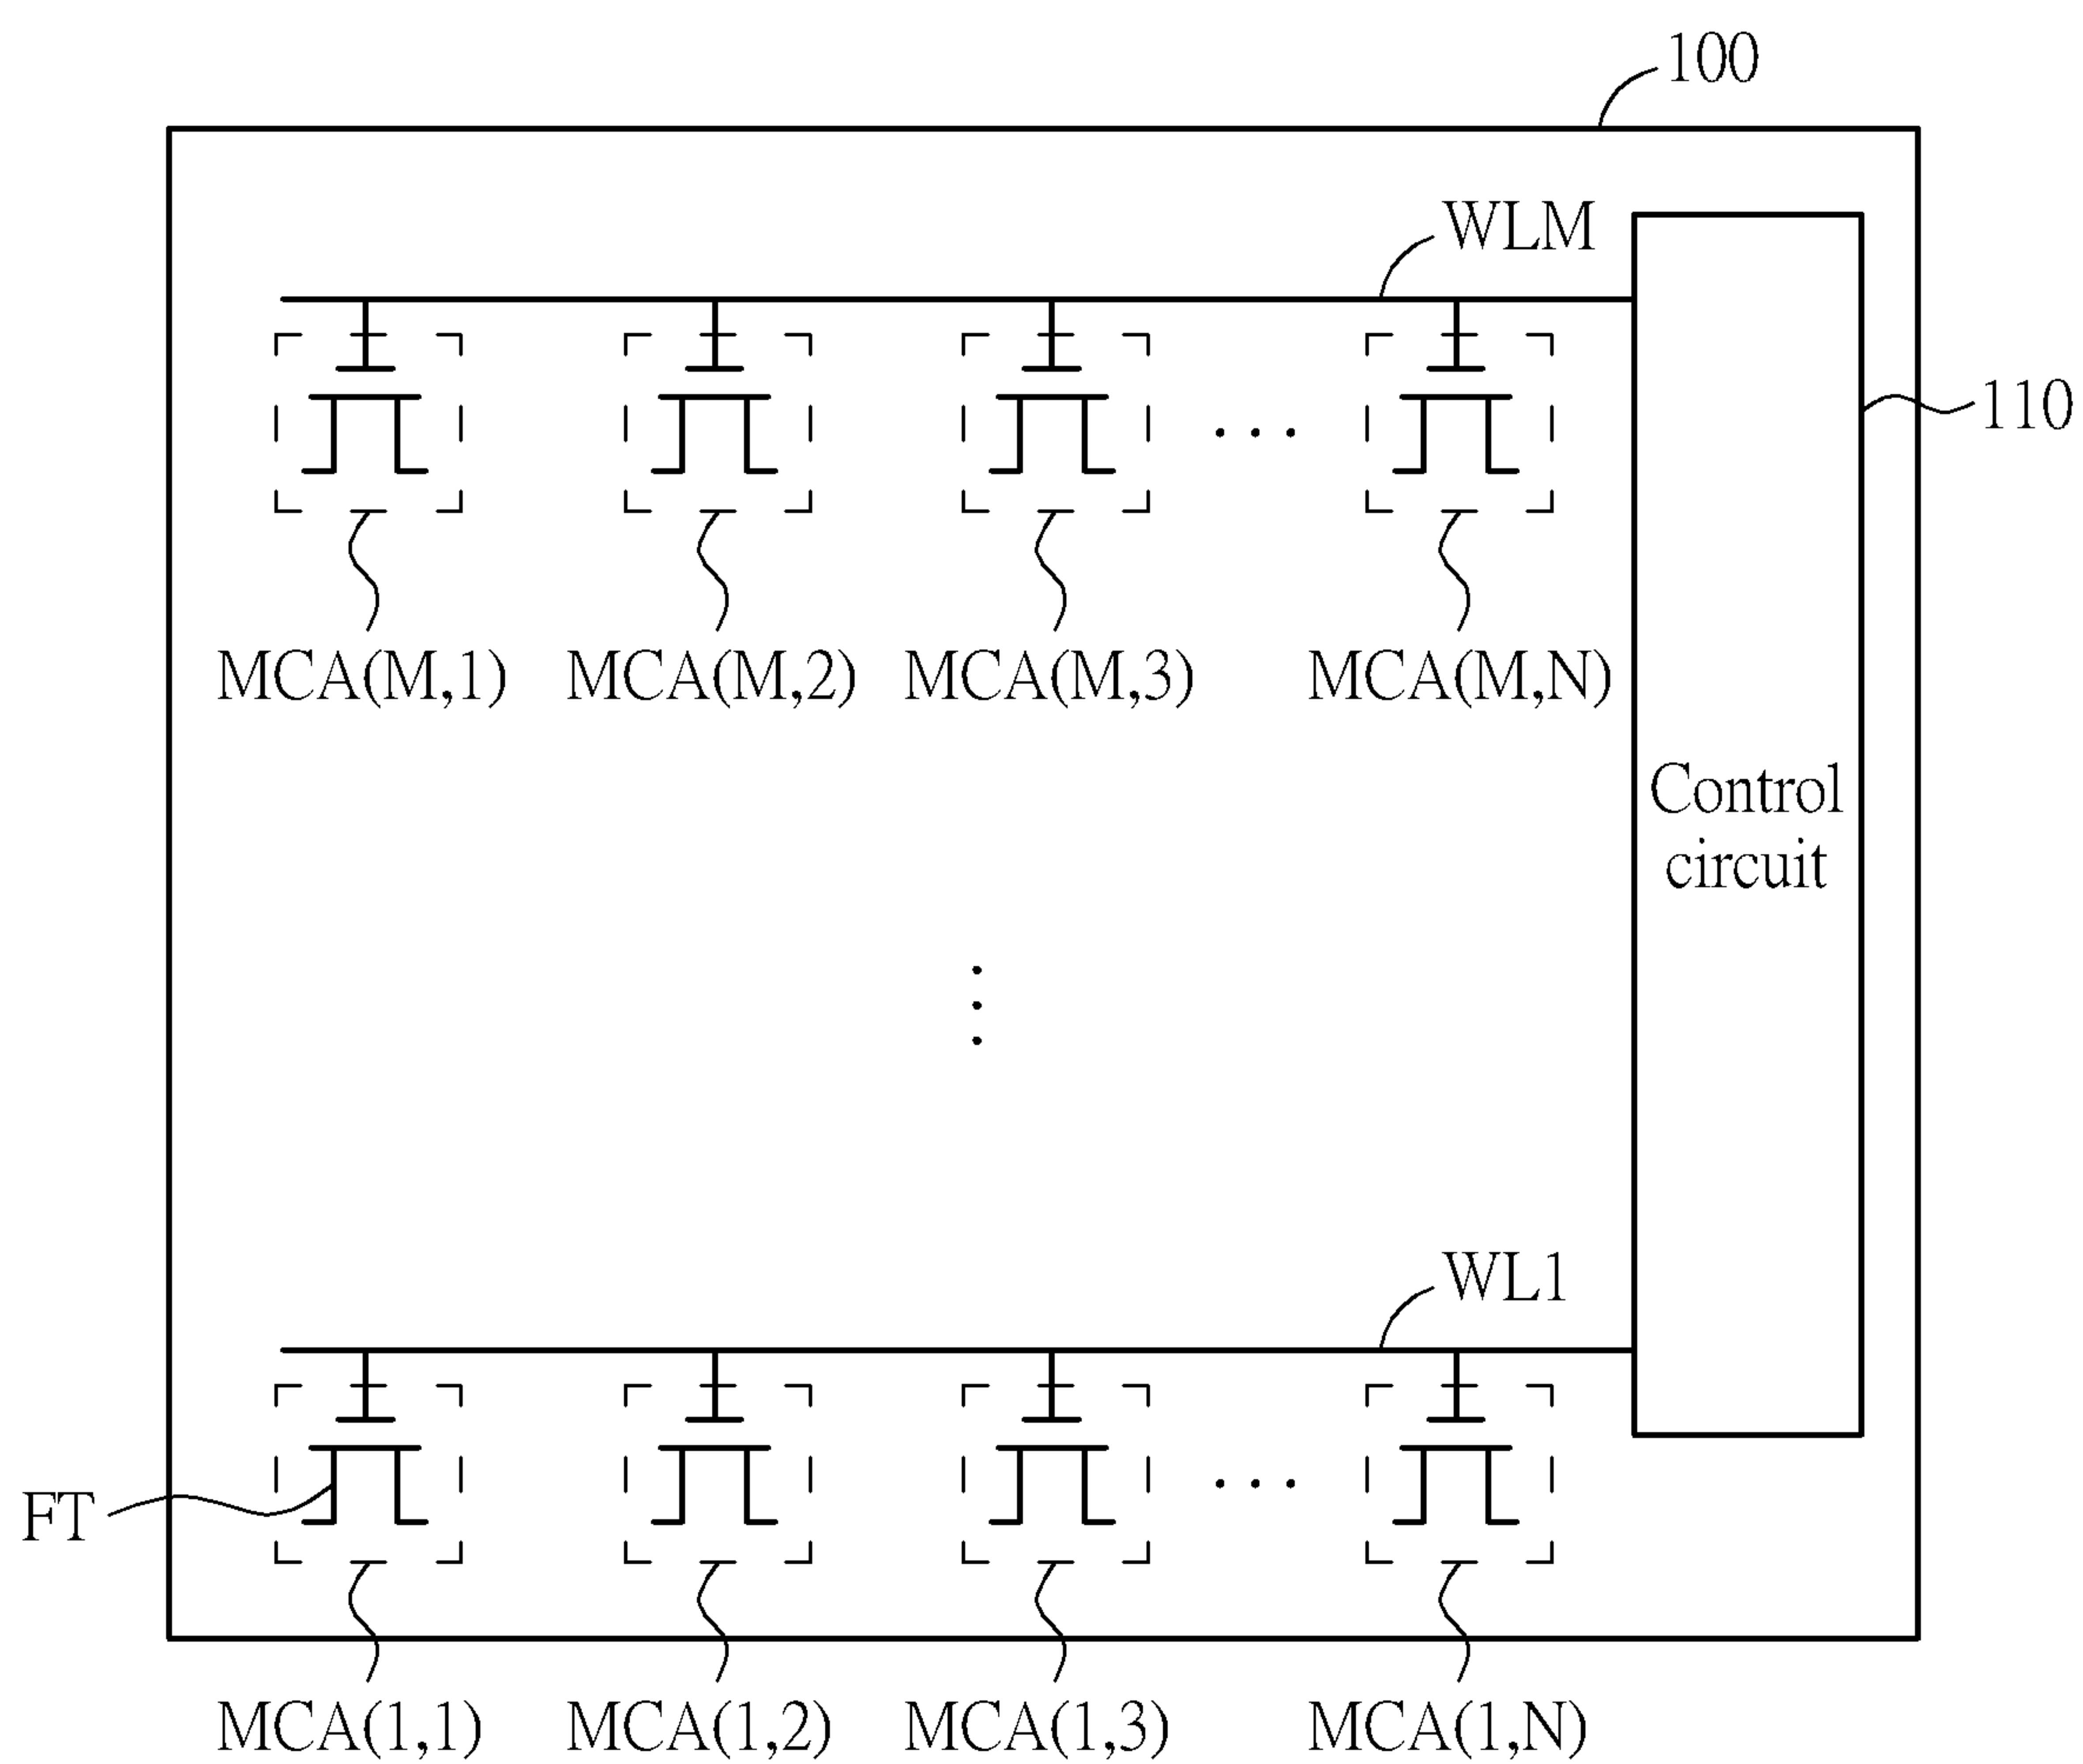 100
WLM
110
MCA(M,1) MCA(M,2) MCA(M,3) ... MCA(M,N)
Control
circuit
WL1
FT
...
MCA(1,1) MCA(1,2) MCA(1,3) MCA(1,N)